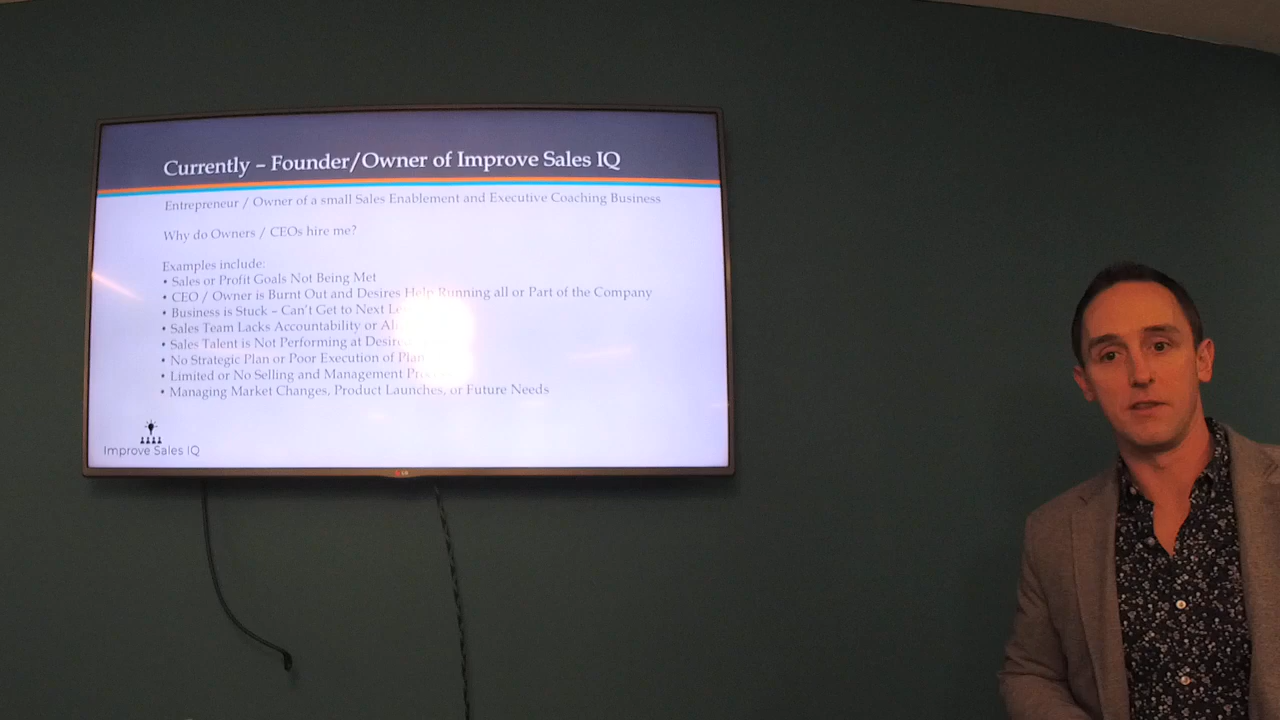 Currently – Founder/Owner of Improve Sales IQ
Entrepreneur / Owner of a small Sales Enablement and Executive Coaching Business
Why do Owners / CEOs hire me?
Examples include:
• Sales or Profit Goals Not Being Met
• CEO / Owner is Burnt Out and Desires Help Running all or Part of the Company
• Business is Stuck – Can't Get to Next
• Sales Team Lacks Accountability or
• Sales Talent is Not Performing at
• No Strategic Plan or Poor Execution of Plan
• Limited or No Selling and Management
• Managing Market Changes, Product Launches, or Future Needs
Improve Sales IQ
LG